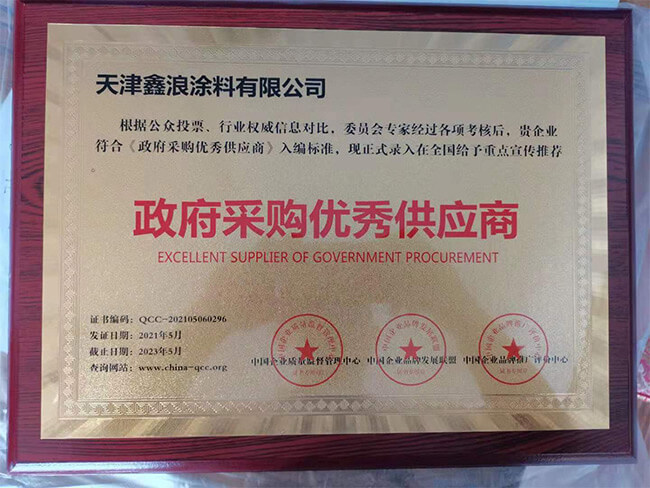 天津鑫浪涂料有限公司
根据公众投票、行业权威信息对比，委员会专家经过各项考核后，贵企业
符合《政府采购优秀供应商》入编标准，现正式录入在全国给予重点宣传推荐
政府采购优秀供应商
EXCELLENT SUPPLIER OF GOVERNMENT PROCUREMENT
证书编码：QCC-202105060296
发证日期：2021年5月
截止日期：2023年5月
查询网站：www.china-qcc.org
中国企业质量监督管理中心
中国企业品牌发展联盟
中国企业品牌推广评价中心